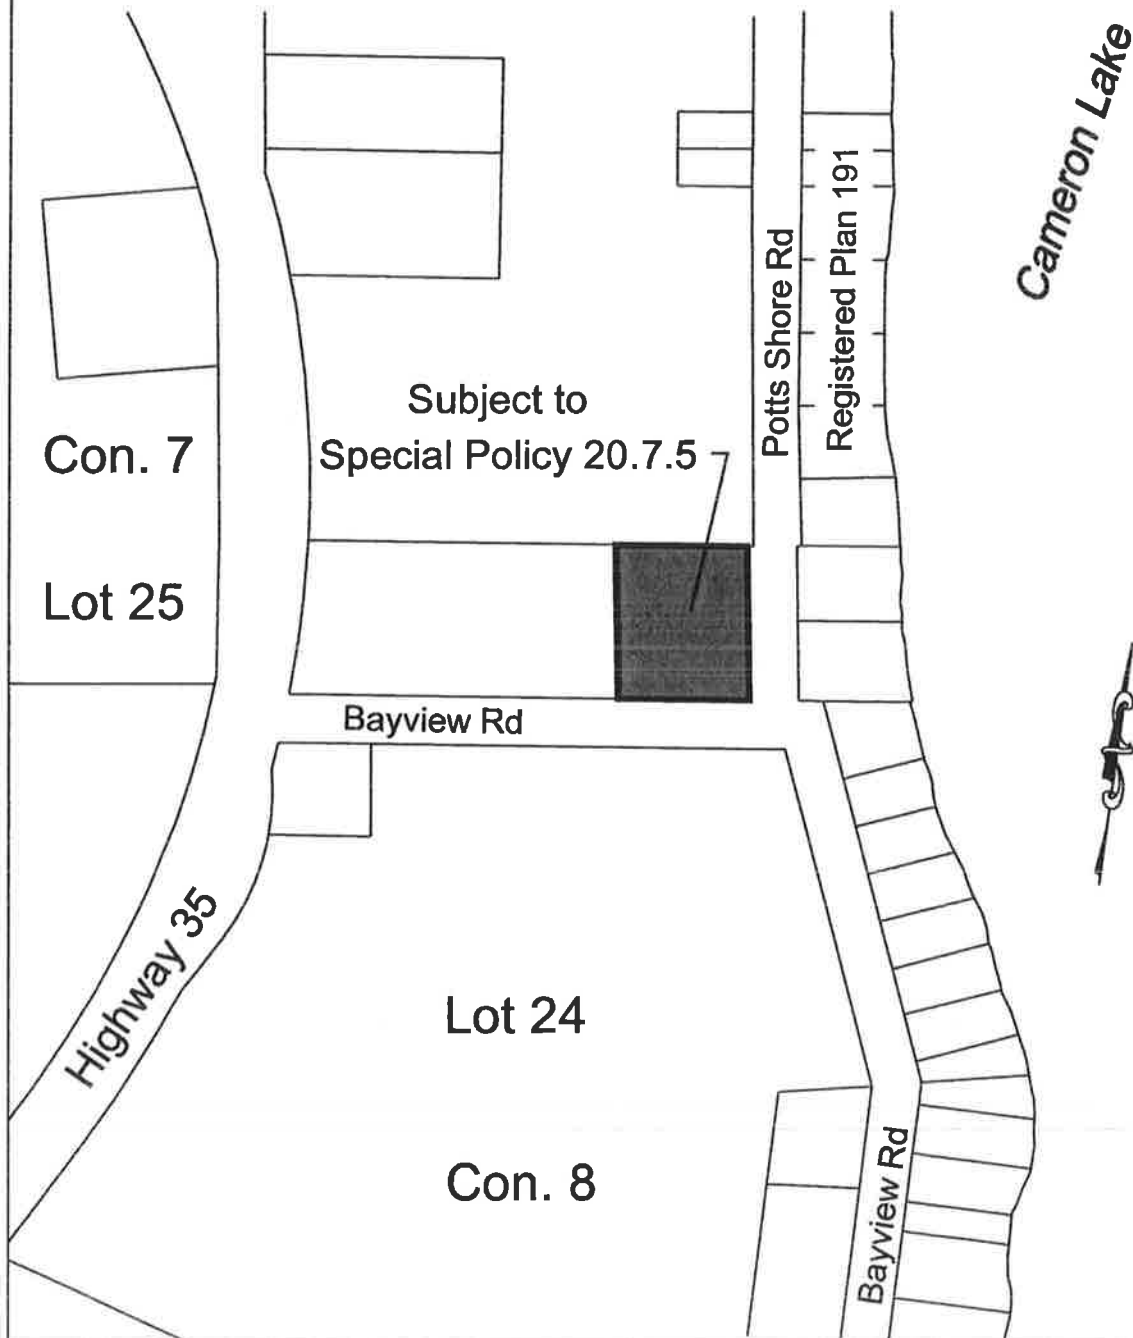 Cameron Lake
Potts Shore Rd
Registered Plan 191
Subject to
Special Policy 20.7.5
Con. 7
Lot 25
Bayview Rd
Highway 35
Lot 24
Con. 8
Bayview Rd